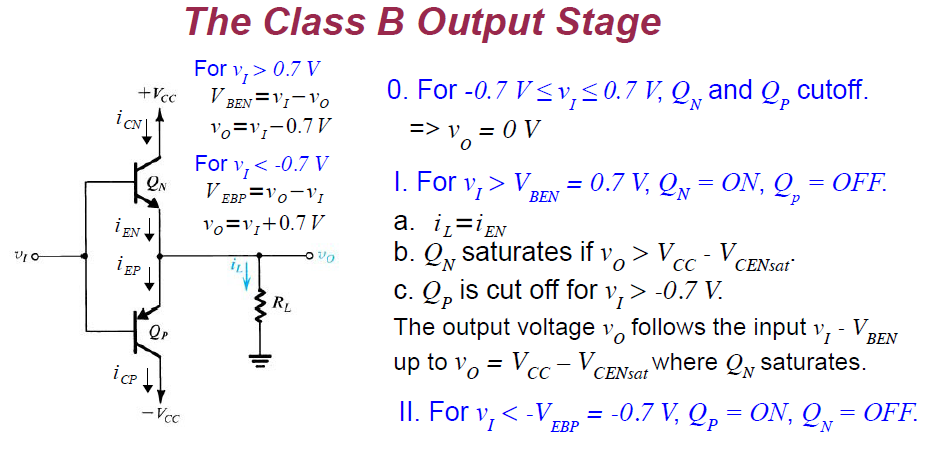 The Class B Output Stage
For v_I > 0.7 V
V_BEN=v_I−v_O
v_O=v_I−0.7 V
For v_I < -0.7 V
V_EBP=v_O−v_I
v_O=v_I+0.7 V
+V_CC
i_CN
Q_N
i_EN
v_I
i_EP
i_L
v_O
R_L
Q_P
i_CP
−V_CC
0. For -0.7 V ≤ v_I ≤ 0.7 V, Q_N and Q_P cutoff.
=> v_O = 0 V
I. For v_I > V_BEN = 0.7 V, Q_N = ON, Q_p = OFF.
a. i_L=i_EN
b. Q_N saturates if v_O > V_CC - V_CENsat.
c. Q_P is cut off for v_I > -0.7 V.
The output voltage v_O follows the input v_I - V_BEN
up to v_O = V_CC – V_CENsat where Q_N saturates.
II. For v_I < -V_EBP = -0.7 V, Q_P = ON, Q_N = OFF.